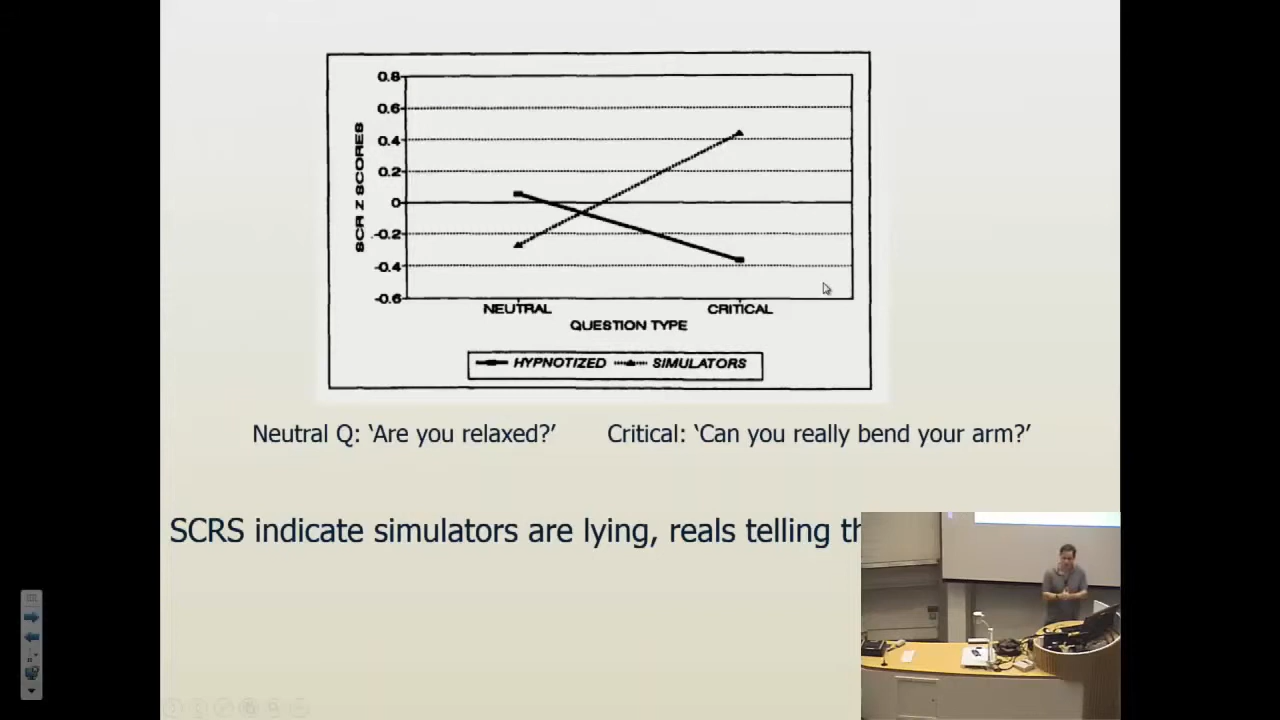 0.8
0.6
0.4
0.2
0
-0.2
-0.4
-0.6
SCR Z SCORES
NEUTRAL CRITICAL
QUESTION TYPE
HYPNOTIZED SIMULATORS
Neutral Q: ‘Are you relaxed?’ Critical: ‘Can you really bend your arm?’
SCRS indicate simulators are lying, reals telling th